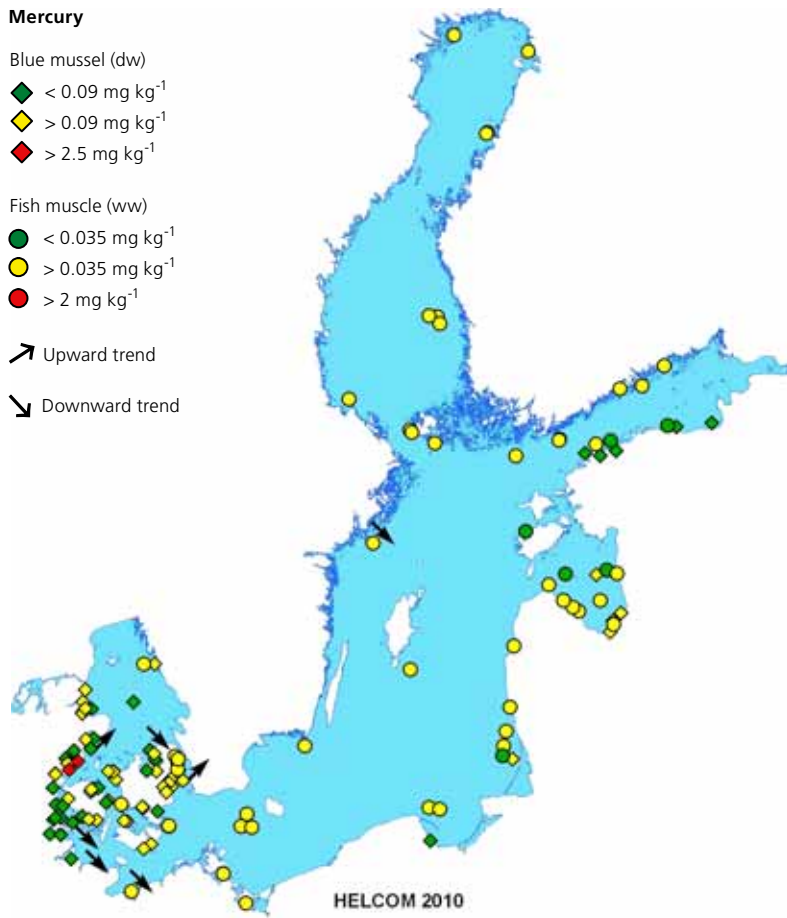 Mercury
Blue mussel (dw)
< 0.09 mg kg⁻¹
> 0.09 mg kg⁻¹
> 2.5 mg kg⁻¹
Fish muscle (ww)
< 0.035 mg kg⁻¹
> 0.035 mg kg⁻¹
> 2 mg kg⁻¹
Upward trend
Downward trend
HELCOM 2010